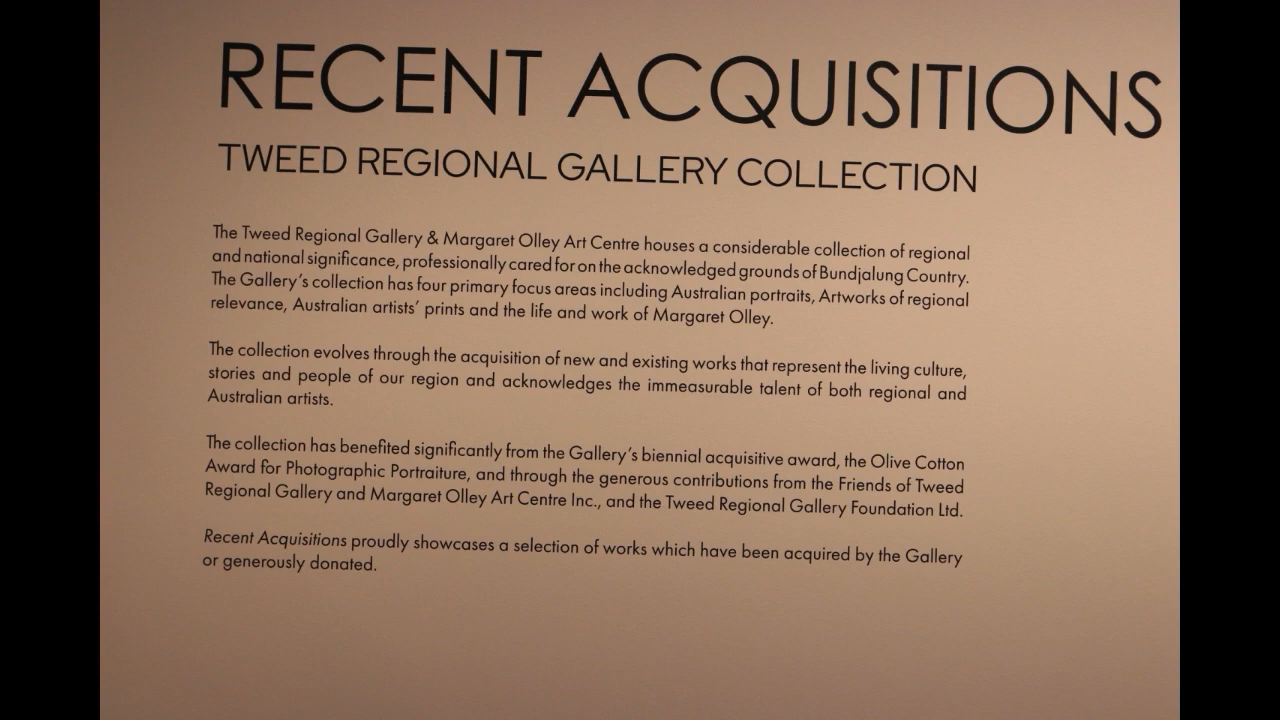 RECENT ACQUISITIONS
TWEED REGIONAL GALLERY COLLECTION
The Tweed Regional Gallery & Margaret Olley Art Centre houses a considerable collection of regional
and national significance, professionally cared for on the acknowledged grounds of Bundjalung Country.
The Gallery's collection has four primary focus areas including Australian portraits, Artworks of regional
relevance, Australian artists' prints and the life and work of Margaret Olley.
The collection evolves through the acquisition of new and existing works that represent the living culture,
stories and people of our region and acknowledges the immeasurable talent of both regional and
Australian artists.
The collection has benefited significantly from the Gallery's biennial acquisitive award, the Olive Cotton
Award for Photographic Portraiture, and through the generous contributions from the Friends of Tweed
Regional Gallery and Margaret Olley Art Centre Inc., and the Tweed Regional Gallery Foundation Ltd.
Recent Acquisitions proudly showcases a selection of works which have been acquired by the Gallery
or generously donated.